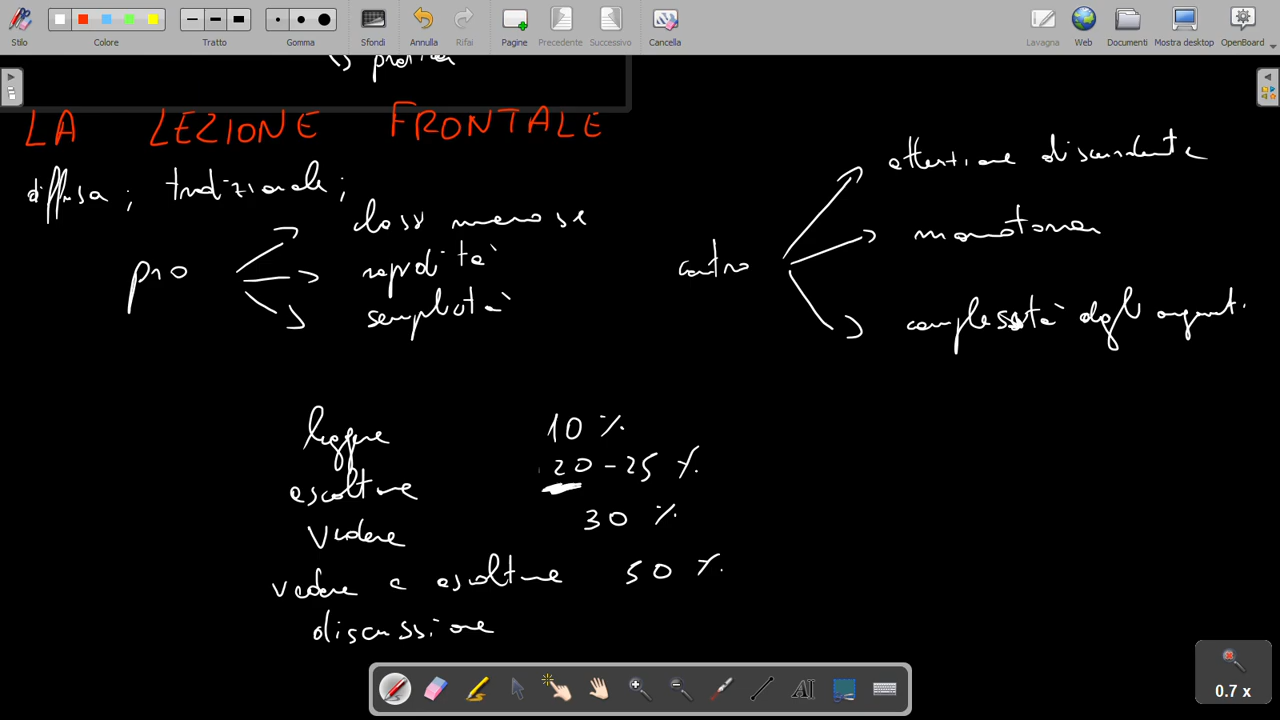 Stilo Colore Tratto Gomma Sfondi Annulla Rifai Pagine Precedente Successivo Cancella Lavagna Web Documenti Mostra desktop OpenBoard
LA LEZIONE FRONTALE
diffusa; tradizionale;
pro
classi numerose
rapidità
semplicità
contro
attenzione discendente
monotona
complessità degli argomenti
leggere 10 %
ascoltare 20-25 %
vedere 30 %
vedere e ascoltare 50 %
discussione
0.7 x